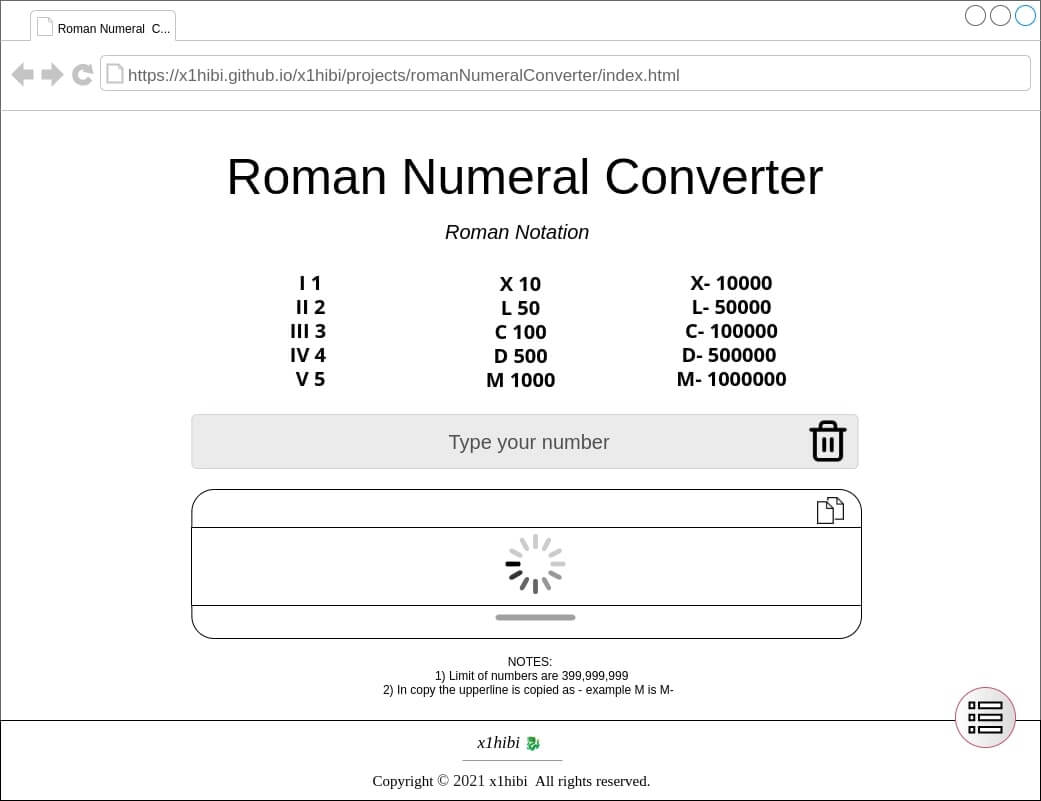 Roman Numeral C...
https://x1hibi.github.io/x1hibi/projects/romanNumeralConverter/index.html
Roman Numeral Converter
Roman Notation
I 1
II 2
III 3
IV 4
V 5
X 10
L 50
C 100
D 500
M 1000
X- 10000
L- 50000
C- 100000
D- 500000
M- 1000000
Type your number
NOTES:
1) Limit of numbers are 399,999,999
2) In copy the upperline is copied as - example M is M-
x1hibi 🐉
Copyright © 2021 x1hibi All rights reserved.